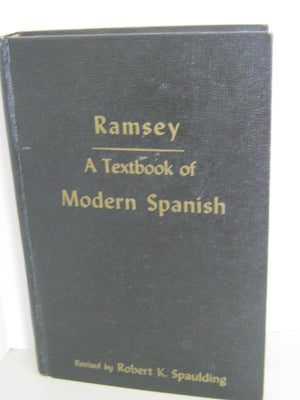 Ramsey
A Textbook of
Modern Spanish
Revised by Robert K. Spaulding